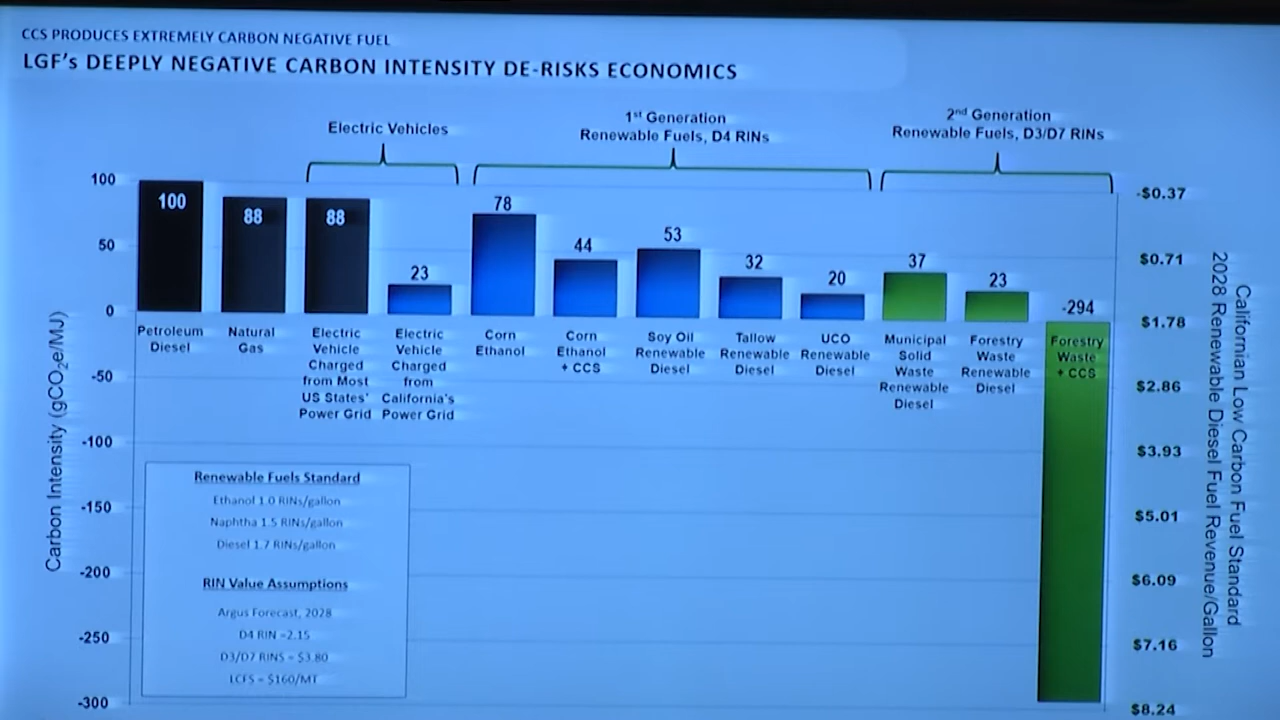 CCS PRODUCES EXTREMELY CARBON NEGATIVE FUEL
LGF's DEEPLY NEGATIVE CARBON INTENSITY DE-RISKS ECONOMICS
Electric Vehicles
1st Generation
Renewable Fuels, D4 RINs
2nd Generation
Renewable Fuels, D3/D7 RINs
Carbon Intensity (gCO2e/MJ)
100
50
0
-50
-100
-150
-200
-250
-300
100
88
88
23
78
44
53
32
20
37
23
-294
Petroleum
Diesel
Natural
Gas
Electric
Vehicle
Charged
from Most
US States'
Power Grid
Electric
Vehicle
Charged
from
California's
Power Grid
Corn
Ethanol
Corn
Ethanol
+ CCS
Soy Oil
Renewable
Diesel
Tallow
Renewable
Diesel
UCO
Renewable
Diesel
Municipal
Solid
Waste
Renewable
Diesel
Forestry
Waste
Renewable
Diesel
Forestry
Waste
+ CCS
-$0.37
$0.71
$1.78
$2.86
$3.93
$5.01
$6.09
$7.16
$8.24
Californian Low Carbon Fuel Standard
2028 Renewable Diesel Fuel Revenue/Gallon
Renewable Fuels Standard
Ethanol 1.0 RINs/gallon
Naphtha 1.5 RINs/gallon
Diesel 1.7 RINs/gallon
RIN Value Assumptions
Argus Forecast, 2028
D4 RIN -2.15
D3/D7 RINS - $3.80
LCFS - $160/MT